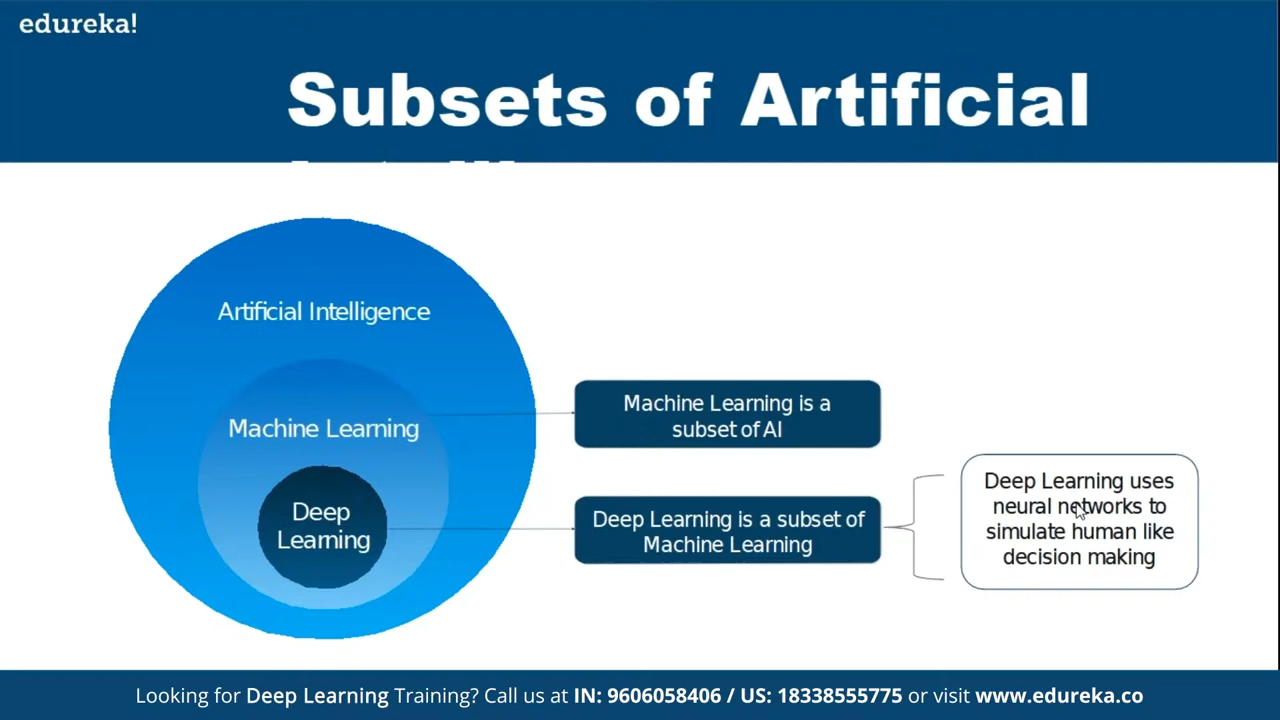 edureka!
Subsets of Artificial
Artificial Intelligence
Machine Learning
Deep
Learning
Machine Learning is a
subset of AI
Deep Learning is a subset of
Machine Learning
Deep Learning uses
neural networks to
simulate human like
decision making
Looking for Deep Learning Training? Call us at IN: 9606058406 / US: 18338555775 or visit www.edureka.co